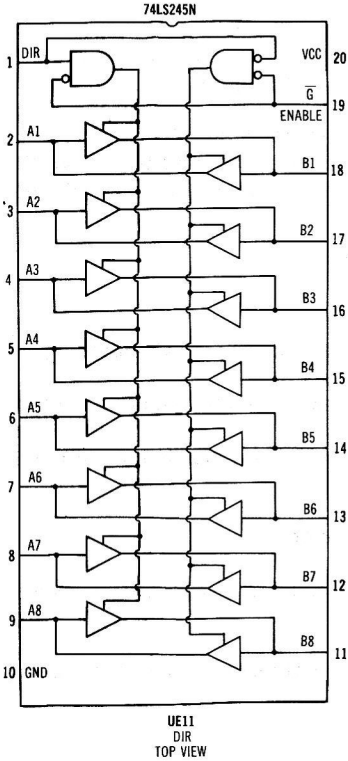 74LS245N
1 DIR VCC 20
G 19
ENABLE
2 A1 B1 18
3 A2 B2 17
4 A3 B3 16
5 A4 B4 15
6 A5 B5 14
7 A6 B6 13
8 A7 B7 12
9 A8 B8 11
10 GND
UE11
DIR
TOP VIEW